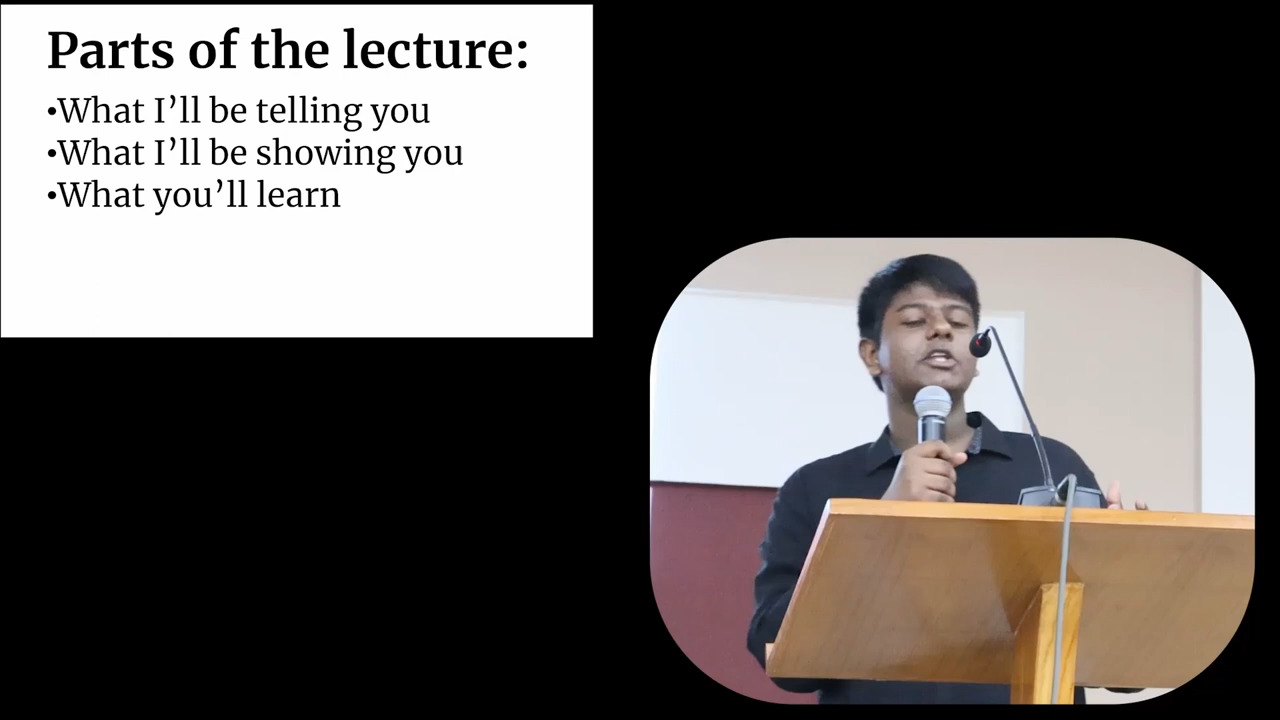 Parts of the lecture:
•What I’ll be telling you
•What I’ll be showing you
•What you’ll learn